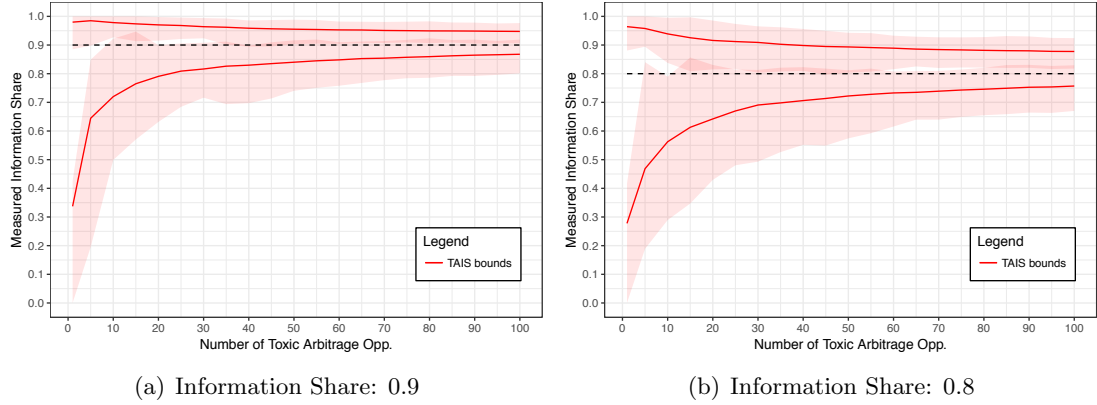 Measured Information Share
1.0
0.9
0.8
0.7
0.6
0.5
0.4
0.3
0.2
0.1
0.0
Legend
TAIS bounds
0 10 20 30 40 50 60 70 80 90 100
Number of Toxic Arbitrage Opp.
(a) Information Share: 0.9
Measured Information Share
1.0
0.9
0.8
0.7
0.6
0.5
0.4
0.3
0.2
0.1
0.0
Legend
TAIS bounds
0 10 20 30 40 50 60 70 80 90 100
Number of Toxic Arbitrage Opp.
(b) Information Share: 0.8